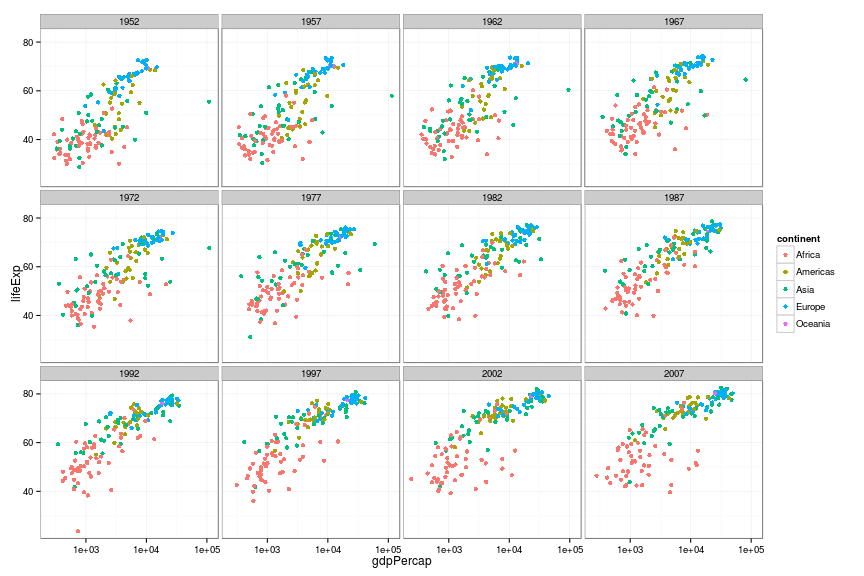 1952 1957 1962 1967
80
60
40
1972 1977 1982 1987
80
60
40
lifeExp
continent
Africa
Americas
Asia
Europe
Oceania
1992 1997 2002 2007
80
60
40
1e+03 1e+04 1e+05 1e+03 1e+04 1e+05 1e+03 1e+04 1e+05 1e+03 1e+04 1e+05
gdpPercap